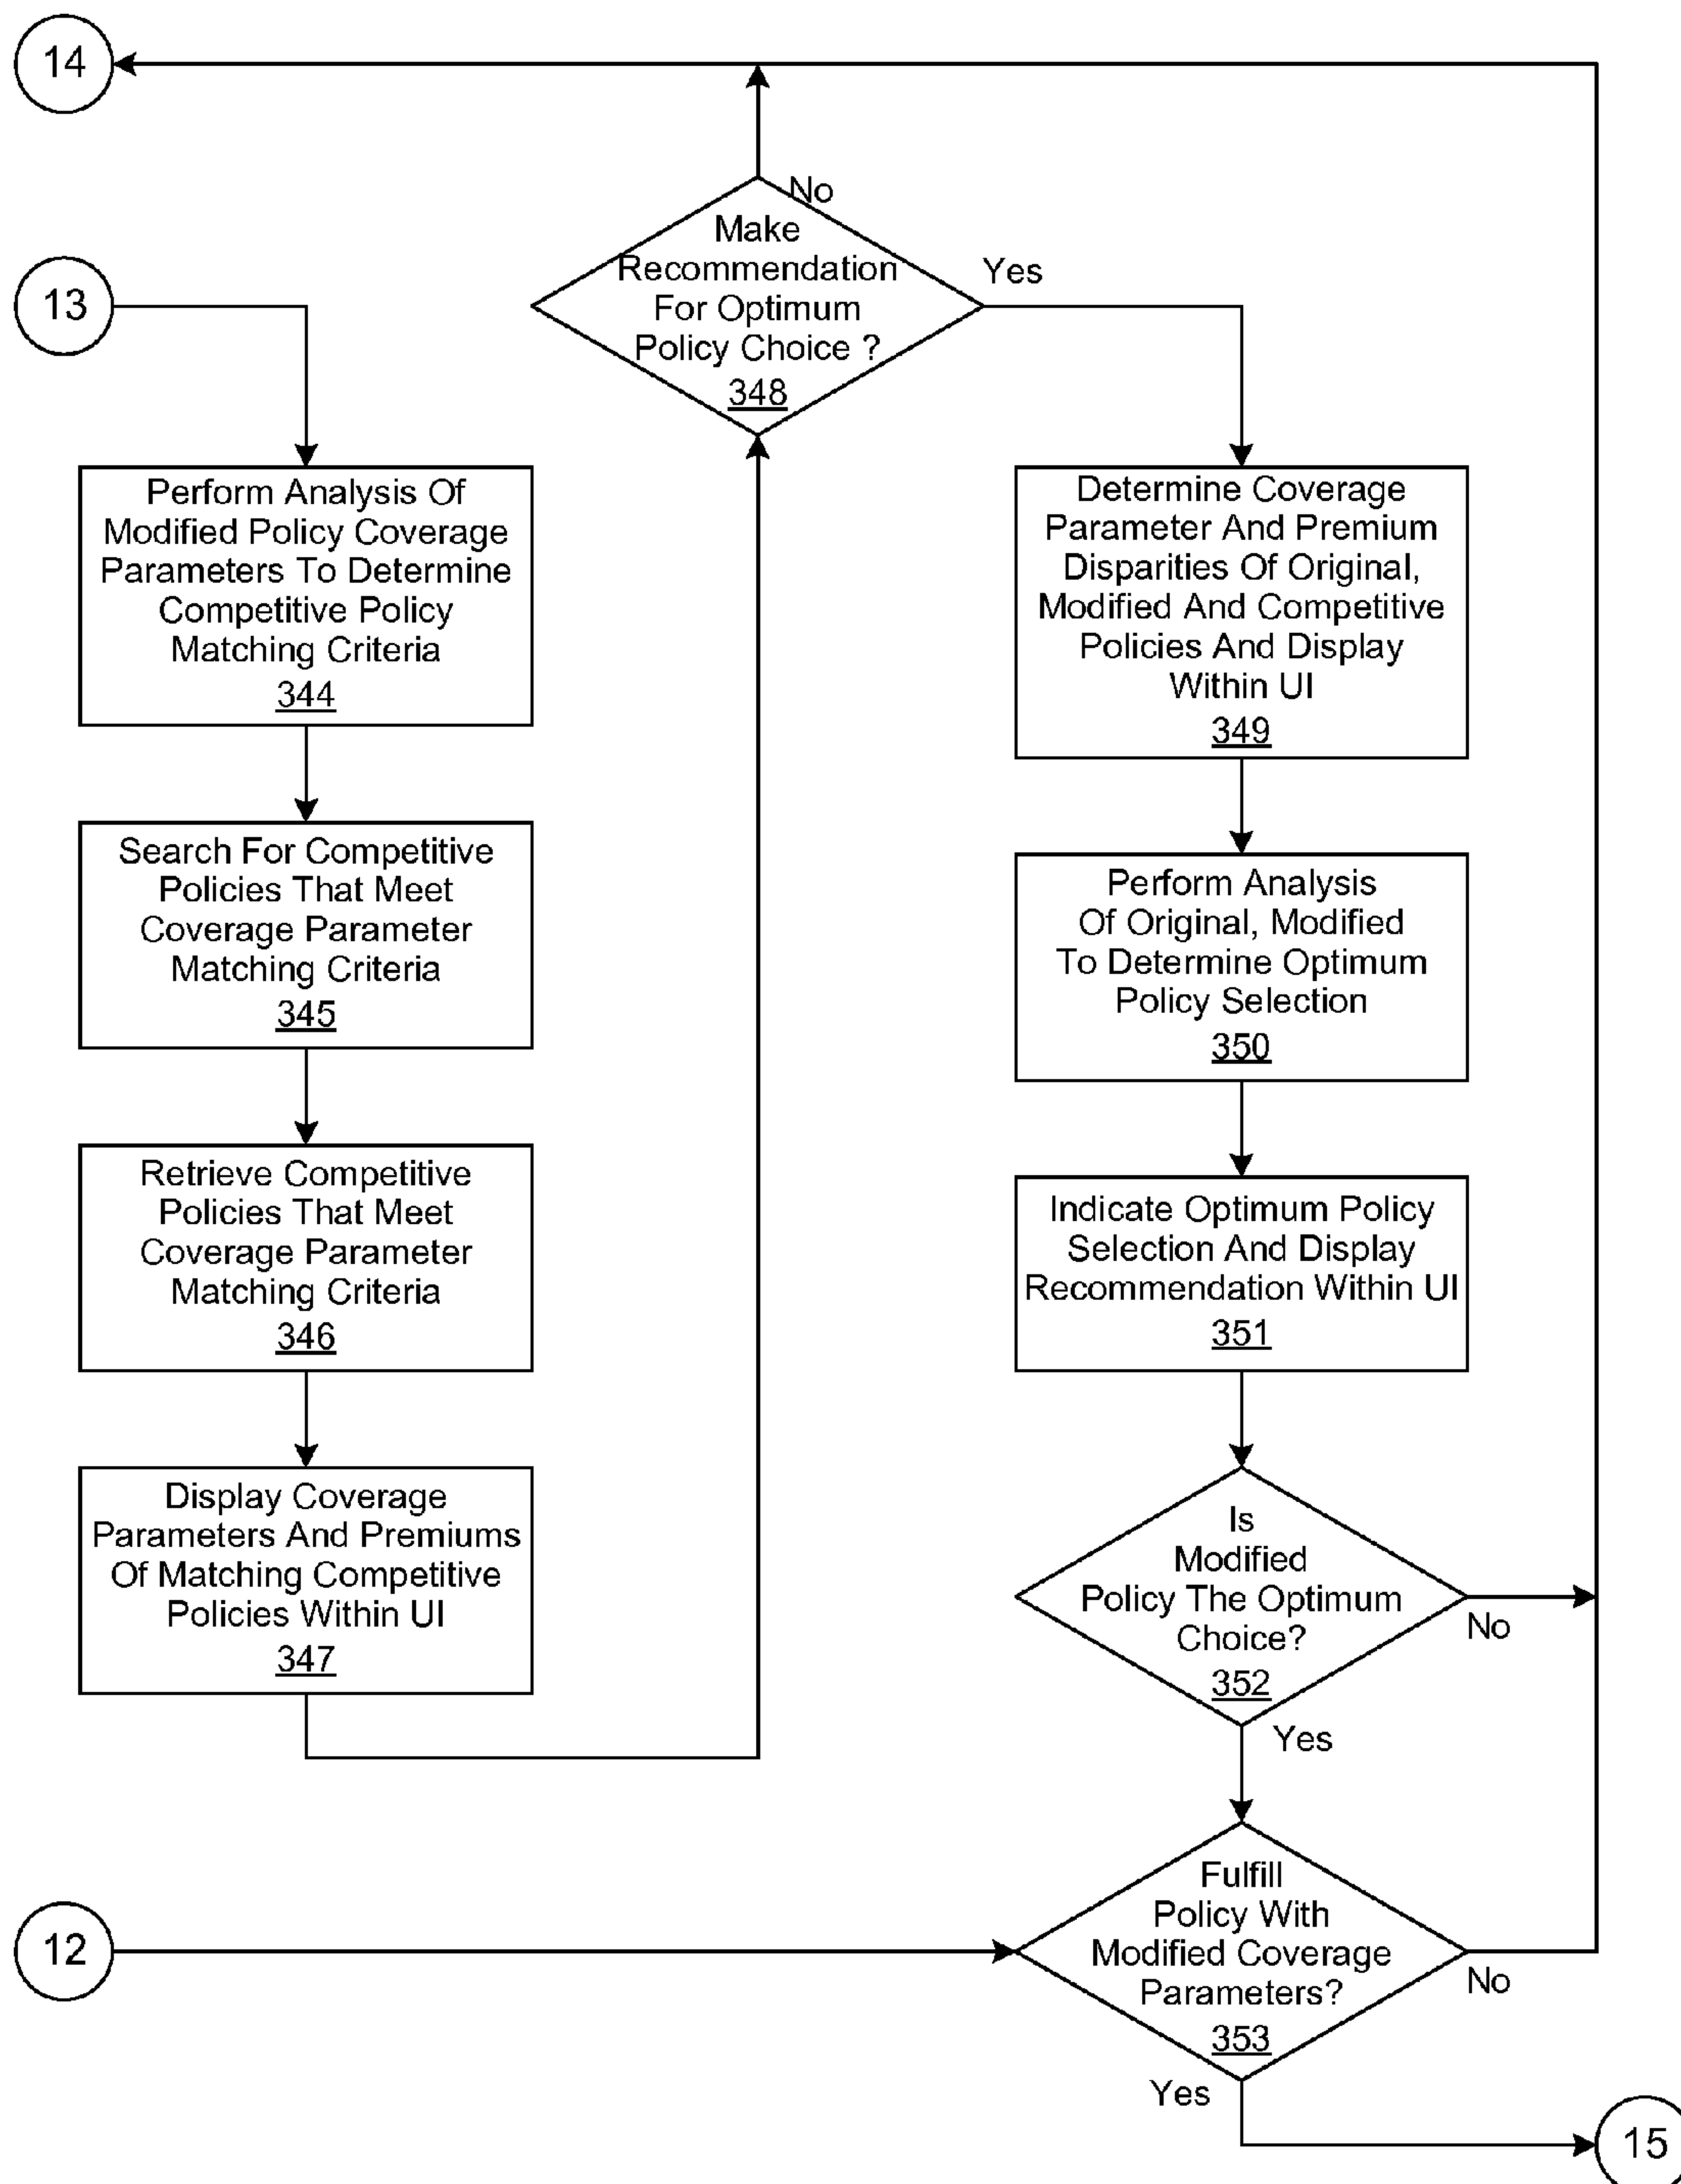 14
No
Make
Recommendation
For Optimum
Policy Choice ?
348
Yes
13
Perform Analysis Of
Modified Policy Coverage
Parameters To Determine
Competitive Policy
Matching Criteria
344
Search For Competitive
Policies That Meet
Coverage Parameter
Matching Criteria
345
Retrieve Competitive
Policies That Meet
Coverage Parameter
Matching Criteria
346
Display Coverage
Parameters And Premiums
Of Matching Competitive
Policies Within UI
347
Determine Coverage
Parameter And Premium
Disparities Of Original,
Modified And Competitive
Policies And Display
Within UI
349
Perform Analysis
Of Original, Modified
To Determine Optimum
Policy Selection
350
Indicate Optimum Policy
Selection And Display
Recommendation Within UI
351
Is
Modified
Policy The Optimum
Choice?
352
No
Yes
12
Fulfill
Policy With
Modified Coverage
Parameters?
353
No
Yes
15